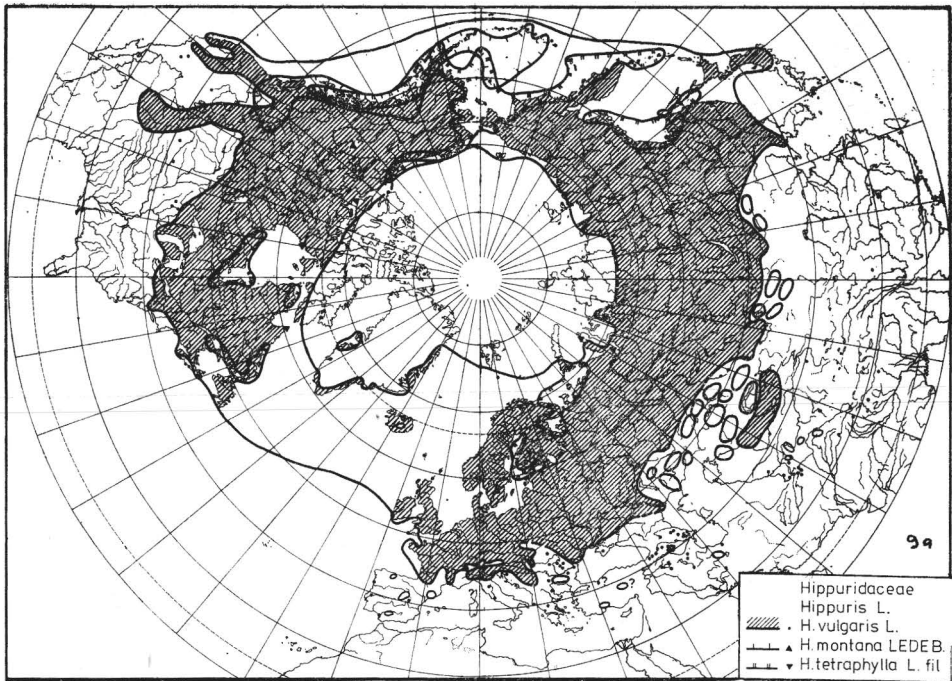 9a
Hippuridaceae
Hippuris L.
H. vulgaris L.
H. montana LEDEB.
H. tetraphylla L. fil